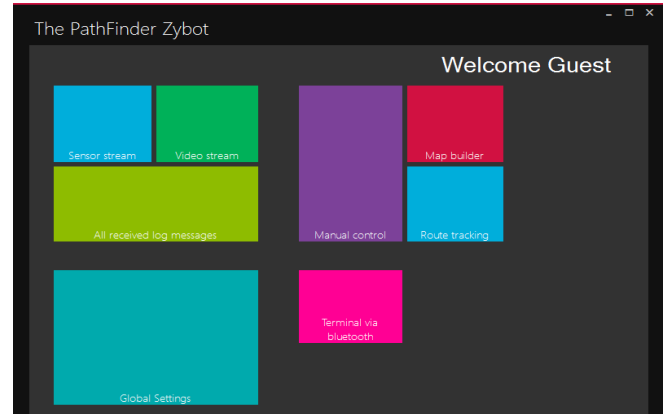 The PathFinder Zybot
Welcome Guest
Sensor stream
Video stream
All received log messages
Manual control
Map builder
Route tracking
Global Settings
Terminal via
bluetooth